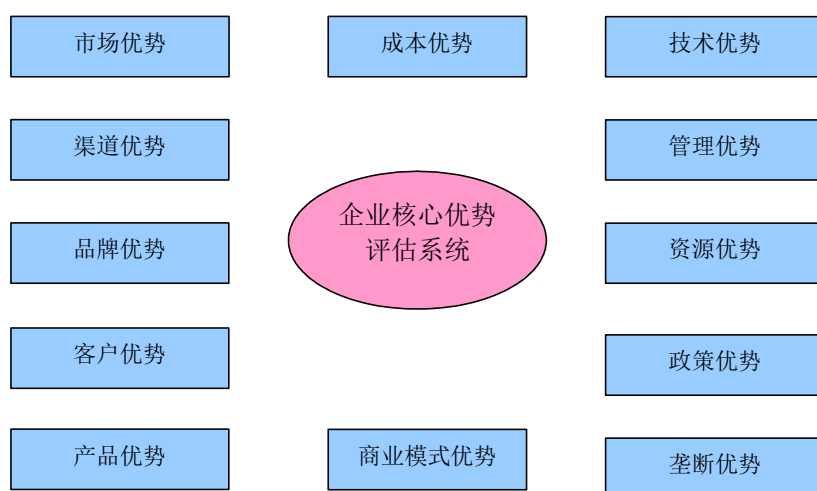 市场优势
成本优势
技术优势
渠道优势
管理优势
企业核心优势
评估系统
品牌优势
资源优势
客户优势
政策优势
产品优势
商业模式优势
垄断优势